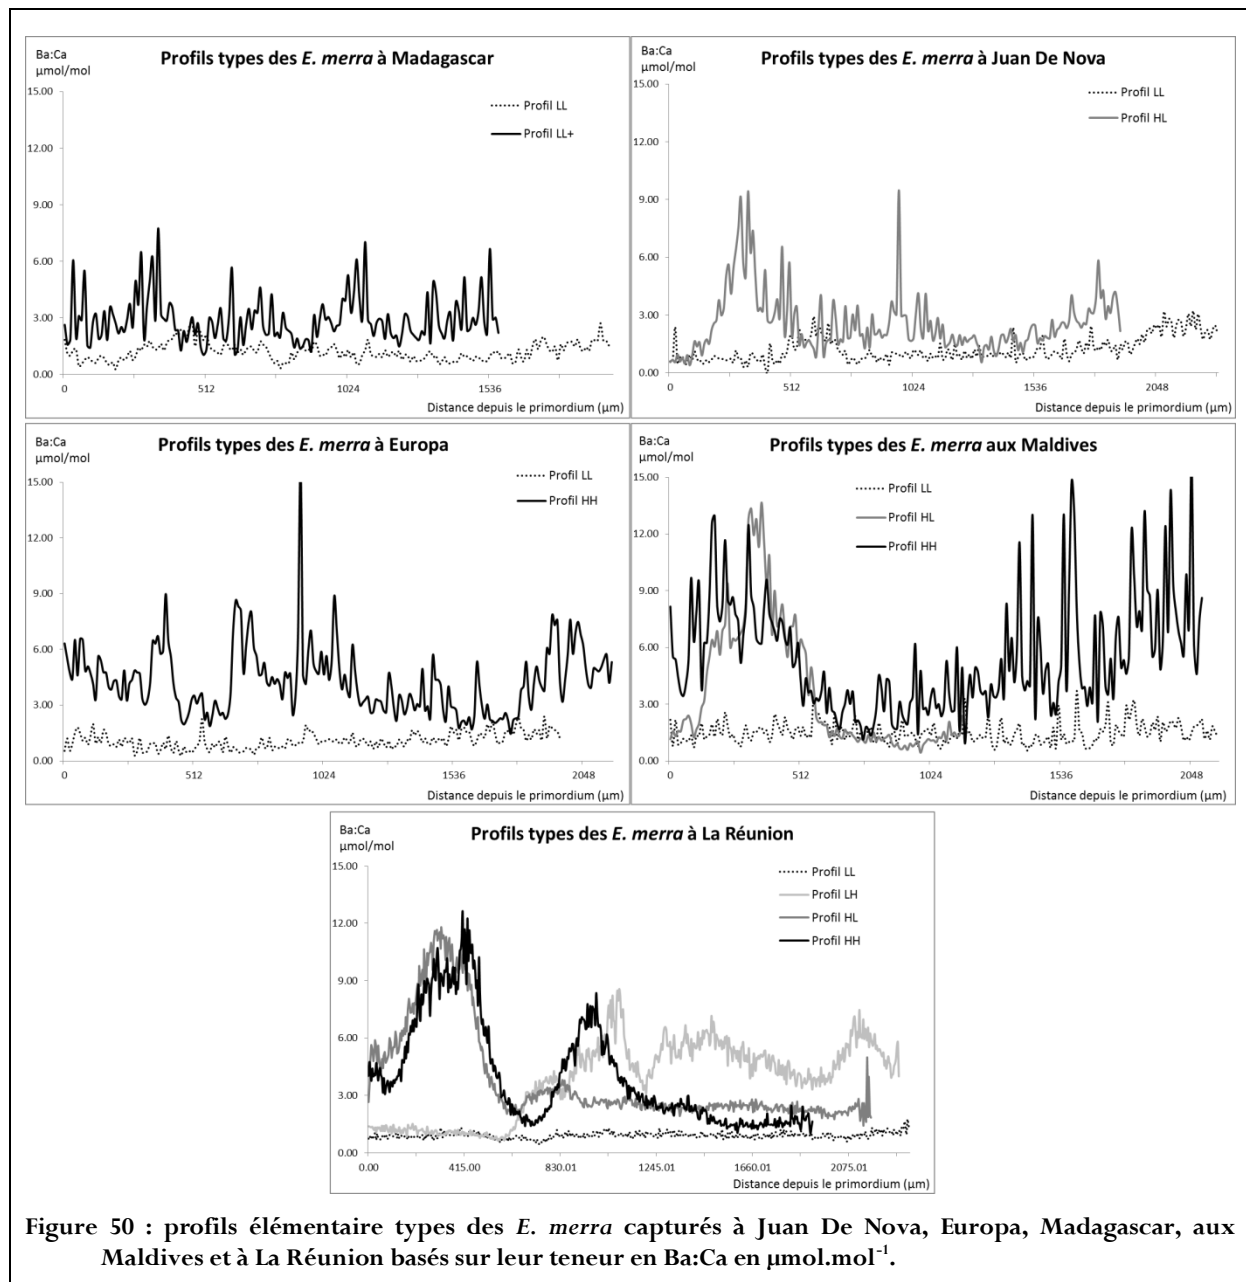 Ba:Ca
µmol/mol
Profils types des E. merra à Madagascar
15.00
12.00
9.00
6.00
3.00
0.00
Profil LL
Profil LL+
0
512
1024
1536
Distance depuis le primordium (µm)
Ba:Ca
µmol/mol
Profils types des E. merra à Juan De Nova
15.00
12.00
9.00
6.00
3.00
0.00
Profil LL
Profil HL
0
512
1024
1536
2048
Distance depuis le primordium (µm)
Ba:Ca
µmol/mol
Profils types des E. merra à Europa
15.00
12.00
9.00
6.00
3.00
0.00
Profil LL
Profil HH
0
512
1024
1536
2048
Distance depuis le primordium (µm)
Ba:Ca
µmol/mol
Profils types des E. merra aux Maldives
15.00
12.00
9.00
6.00
3.00
0.00
Profil LL
Profil HL
Profil HH
0
512
1024
1536
2048
Distance depuis le primordium (µm)
Ba:Ca
µmol/mol
Profils types des E. merra à La Réunion
15.00
12.00
9.00
6.00
3.00
0.00
Profil LL
Profil LH
Profil HL
Profil HH
0.00
415.00
830.01
1245.01
1660.01
2075.01
Distance depuis le primordium (µm)
Figure 50 : profils élémentaire types des E. merra capturés à Juan De Nova, Europa, Madagascar, aux
Maldives et à La Réunion basés sur leur teneur en Ba:Ca en µmol.mol⁻¹.